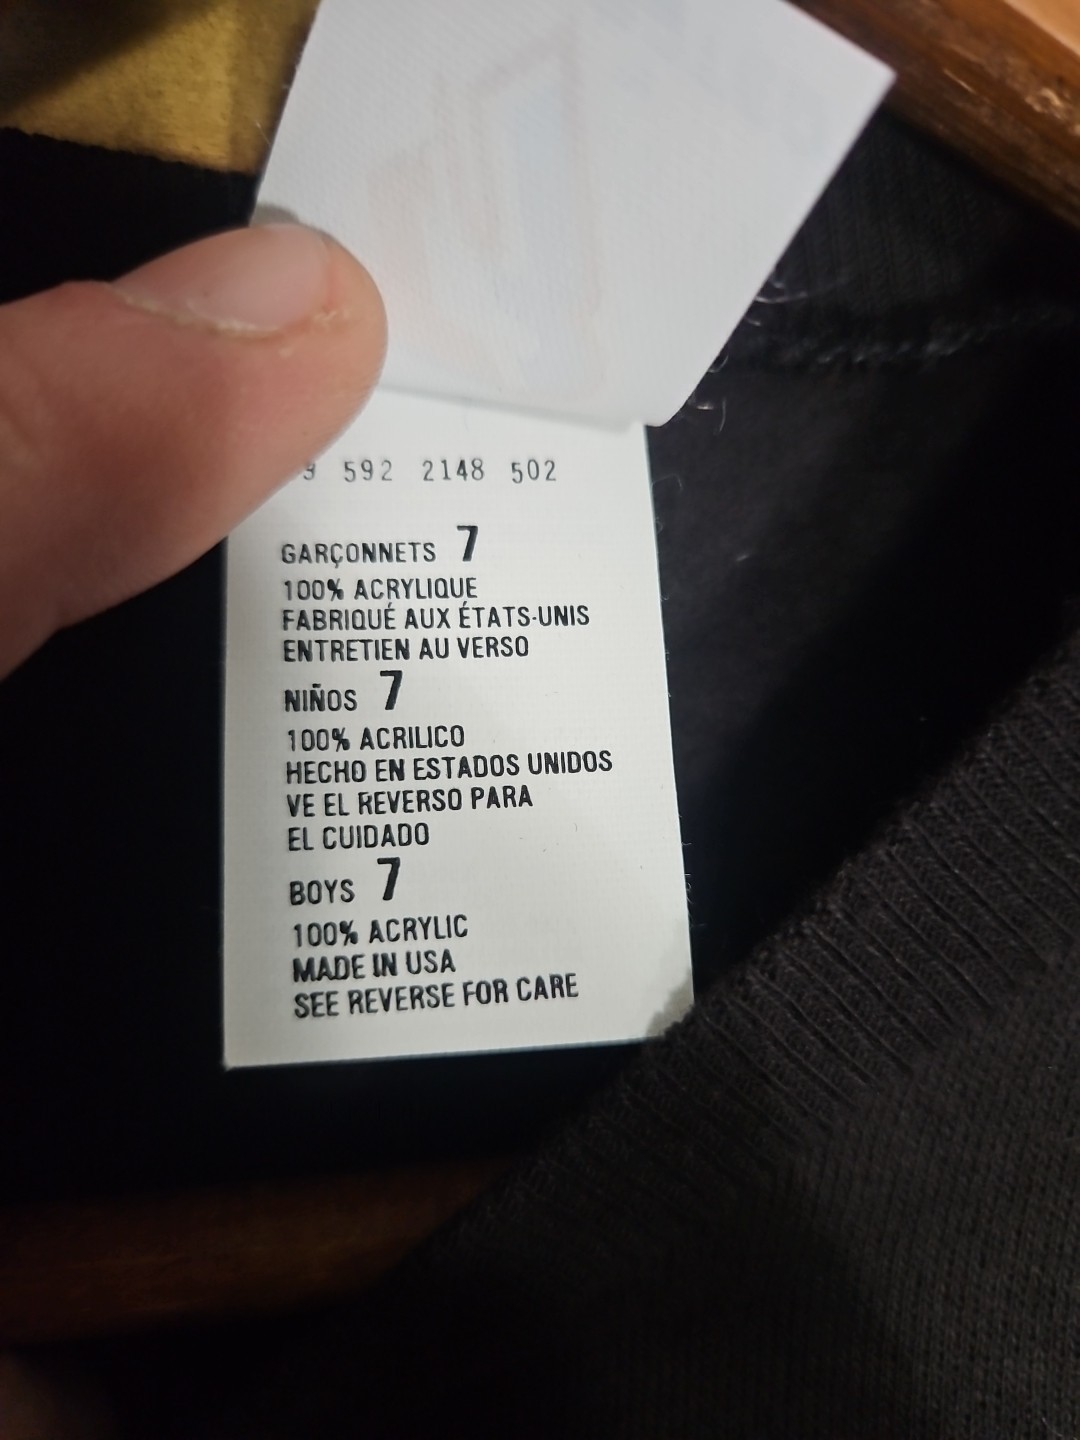 592 2148 502
GARÇONNETS 7
100% ACRYLIQUE
FABRIQUÉ AUX ÉTATS-UNIS
ENTRETIEN AU VERSO
NIÑOS 7
100% ACRILICO
HECHO EN ESTADOS UNIDOS
VE EL REVERSO PARA
EL CUIDADO
BOYS 7
100% ACRYLIC
MADE IN USA
SEE REVERSE FOR CARE